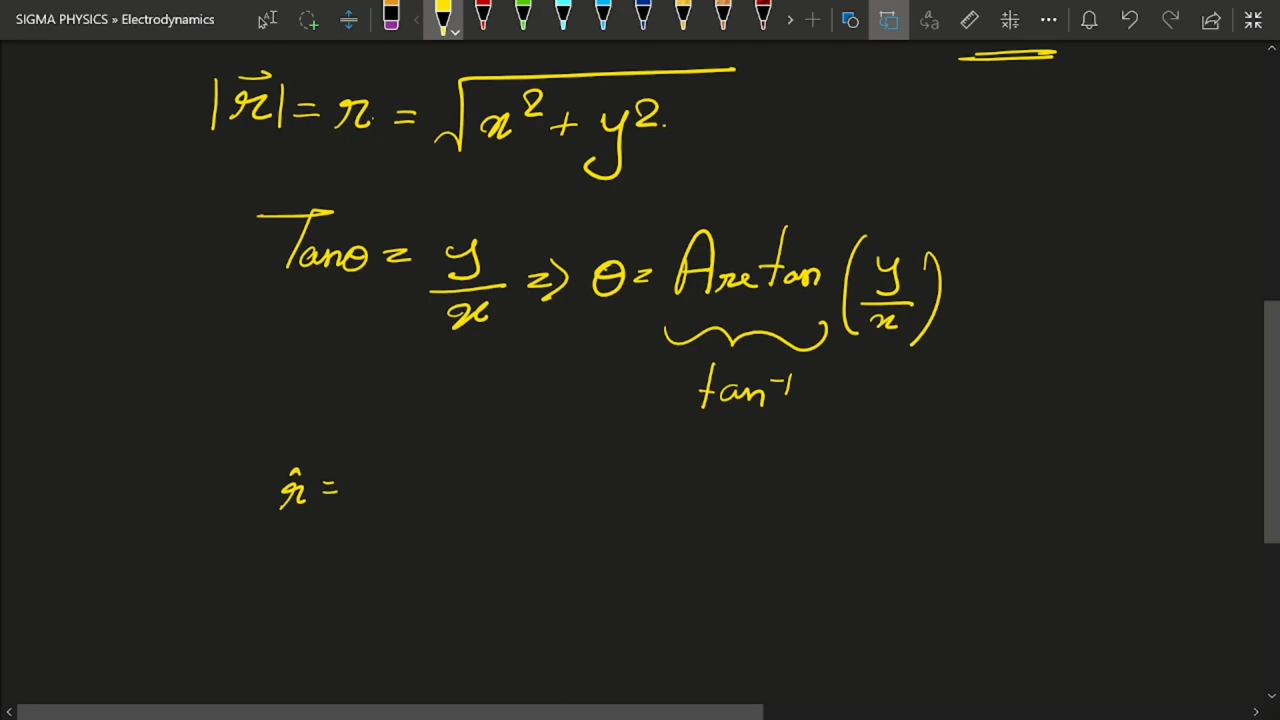 SIGMA PHYSICS » Electrodynamics
|r⃗| = r = √(x² + y²)
Tanθ = y/x => θ = Arctan (y/x)
tan⁻¹
r̂ =